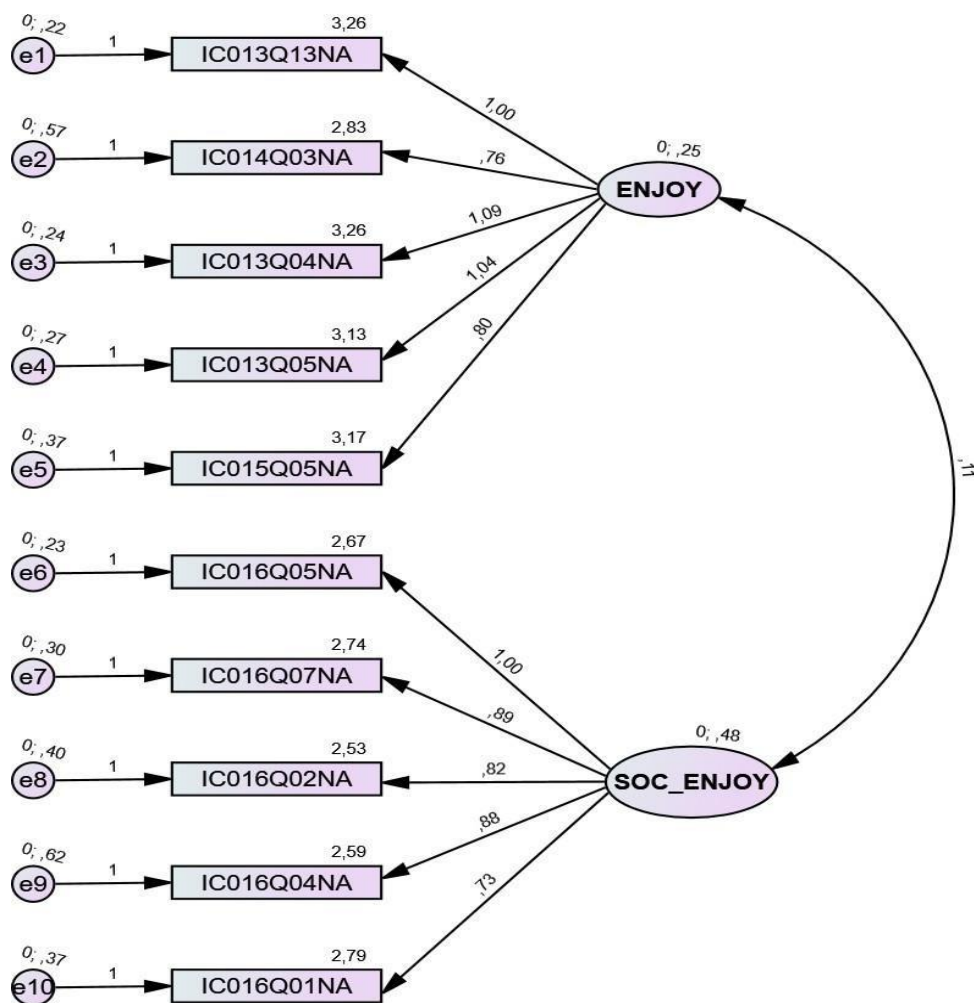 0; ,22
e1
1
3,26
IC013Q13NA
1,00
0; ,57
e2
1
2,83
IC014Q03NA
,76
0; ,25
ENJOY
0; ,24
e3
1
3,26
IC013Q04NA
1,09
0; ,27
e4
1
3,13
IC013Q05NA
1,04
0; ,37
e5
1
3,17
IC015Q05NA
,80
,11
0; ,23
e6
1
2,67
IC016Q05NA
1,00
0; ,30
e7
1
2,74
IC016Q07NA
,89
0; ,48
SOC_ENJOY
0; ,40
e8
1
2,53
IC016Q02NA
,82
0; ,62
e9
1
2,59
IC016Q04NA
,88
0; ,37
e10
1
2,79
IC016Q01NA
,73